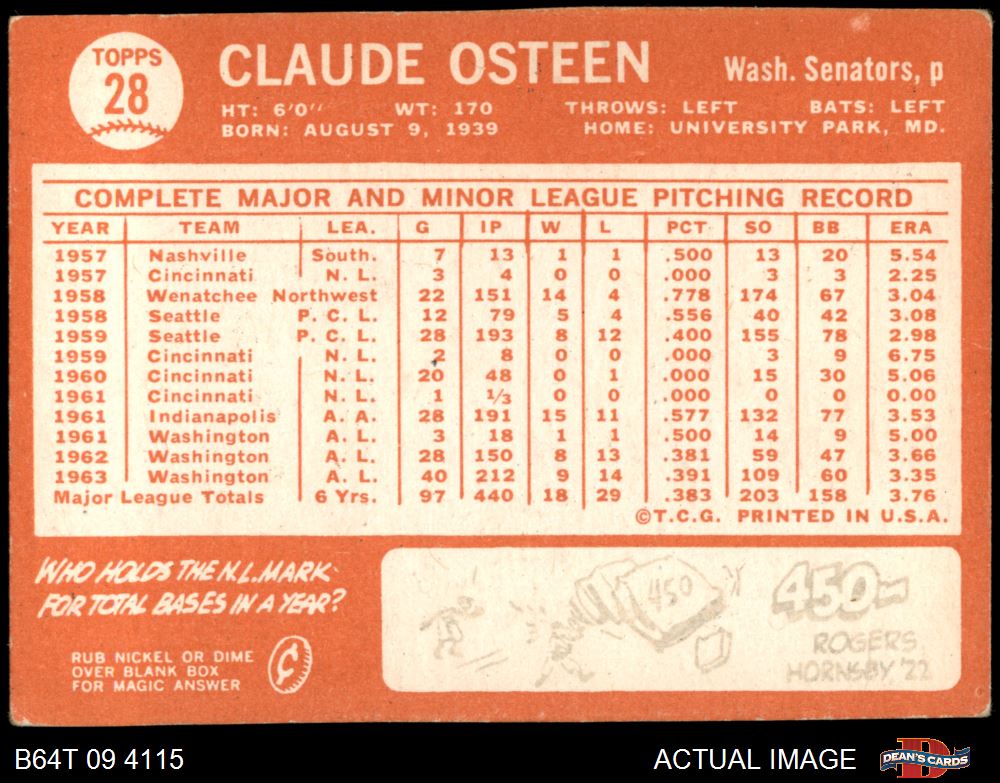 TOPPS
28
CLAUDE OSTEEN
Wash. Senators, p
HT: 6'0" WT: 170 THROWS: LEFT BATS: LEFT
BORN: AUGUST 9, 1939 HOME: UNIVERSITY PARK, MD.
COMPLETE MAJOR AND MINOR LEAGUE PITCHING RECORD
YEAR TEAM LEA. G IP W L PCT SO BB ERA
1957 Nashville South. 7 13 1 1 .500 13 20 5.54
1957 Cincinnati N. L. 3 4 0 0 .000 3 3 2.25
1958 Wenatchee Northwest 22 151 14 4 .778 174 67 3.04
1958 Seattle P. C. L. 12 79 5 4 .556 40 42 3.08
1959 Seattle P. C. L. 28 193 8 12 .400 155 78 2.98
1959 Cincinnati N. L. 2 8 0 0 .000 3 9 6.75
1960 Cincinnati N. L. 20 48 0 1 .000 15 30 5.06
1961 Cincinnati N. L. 1 1/3 0 0 .000 0 0 0.00
1961 Indianapolis A. A. 28 191 15 11 .577 132 77 3.53
1961 Washington A. L. 3 18 1 1 .500 14 9 5.00
1962 Washington A. L. 28 150 8 13 .381 59 47 3.66
1963 Washington A. L. 40 212 9 14 .391 109 60 3.35
Major League Totals 6 Yrs. 97 440 18 29 .383 203 158 3.76
©T.C.G. PRINTED IN U.S.A.
WHO HOLDS THE N.L. MARK
FOR TOTAL BASES IN A YEAR?
RUB NICKEL OR DIME
OVER BLANK BOX
FOR MAGIC ANSWER
¢
450
450-
ROGERS
HORNSBY '22
B64T 09 4115
ACTUAL IMAGE
DEAN'S CARDS